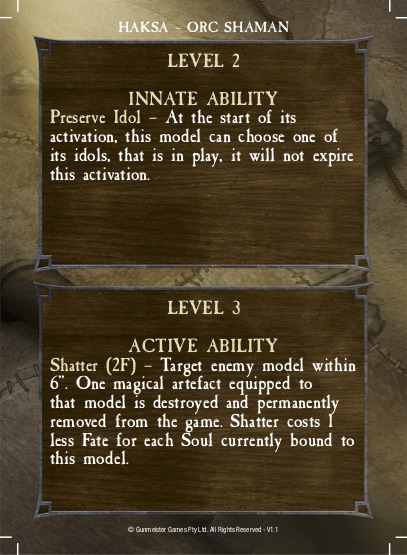 HAKSA – ORC SHAMAN
LEVEL 2
INNATE ABILITY
Preserve Idol – At the start of its
activation, this model can choose one of
its idols, that is in play, it will not expire
this activation.
LEVEL 3
ACTIVE ABILITY
Shatter (2F) – Target enemy model within
6”. One magical artefact equipped to
that model is destroyed and permanently
removed from the game. Shatter costs 1
less Fate for each Soul currently bound to
this model.
© Gunmeister Games Pty Ltd. All Rights Reserved - V1.1